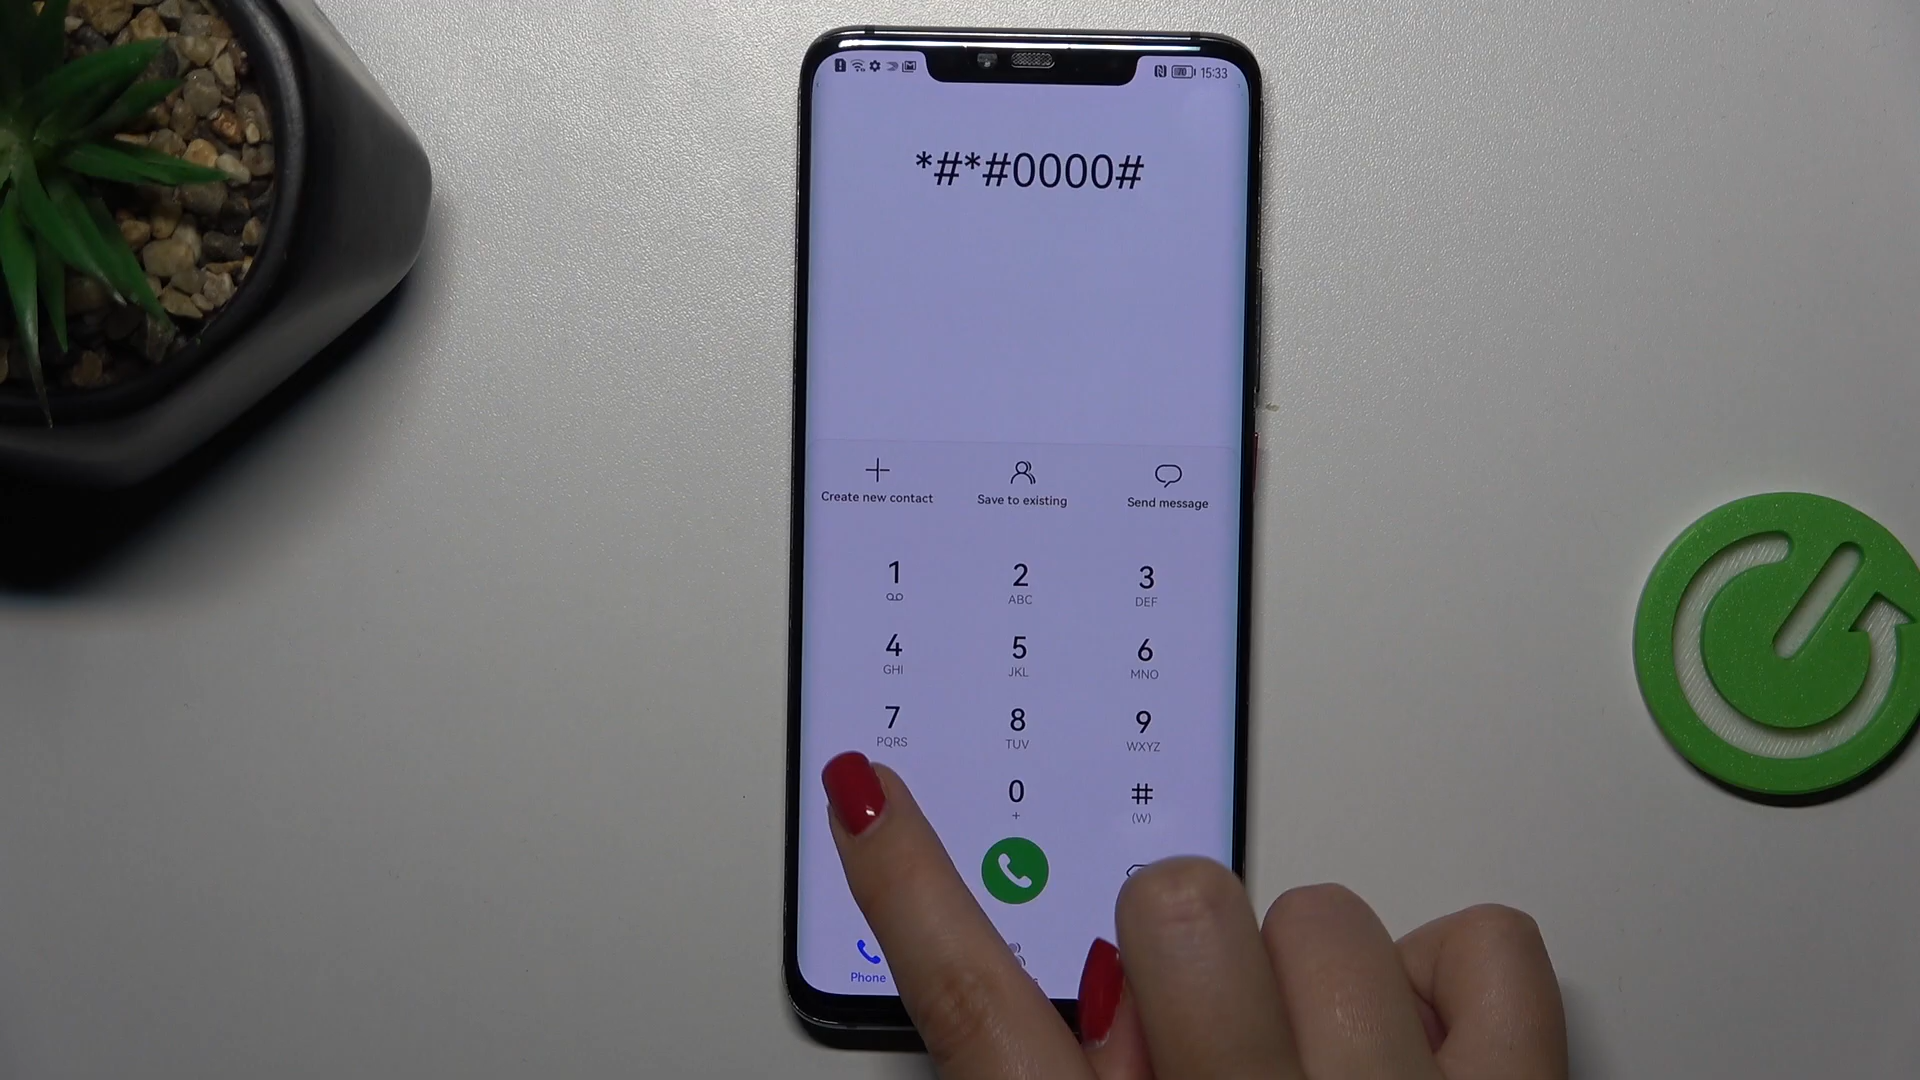 15:33
*#*#0000#
Create new contact
Save to existing
Send message
1
2
ABC
3
DEF
4
GHI
5
JKL
6
MNO
7
PQRS
8
TUV
9
WXYZ
0
+
#
(W)
Phone